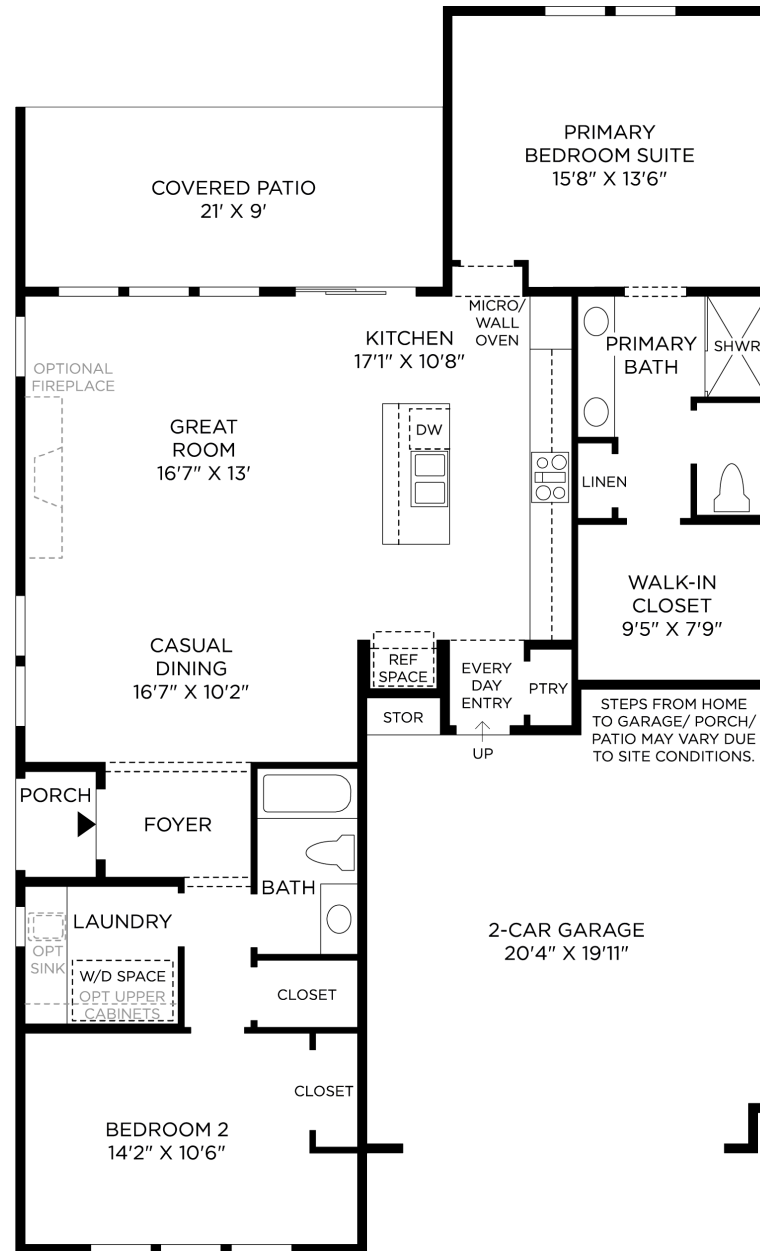 PRIMARY
BEDROOM SUITE
15'8" X 13'6"
COVERED PATIO
21' X 9'
MICRO/
WALL
OVEN
KITCHEN
17'1" X 10'8"
PRIMARY
BATH
SHWR
OPTIONAL
FIREPLACE
GREAT
ROOM
16'7" X 13'
DW
LINEN
WALK-IN
CLOSET
9'5" X 7'9"
CASUAL
DINING
16'7" X 10'2"
REF
SPACE
EVERY
DAY
ENTRY
PTRY
STOR
UP
STEPS FROM HOME
TO GARAGE/ PORCH/
PATIO MAY VARY DUE
TO SITE CONDITIONS.
PORCH
FOYER
BATH
LAUNDRY
OPT
SINK
W/D SPACE
OPT UPPER
CABINETS
CLOSET
2-CAR GARAGE
20'4" X 19'11"
CLOSET
BEDROOM 2
14'2" X 10'6"